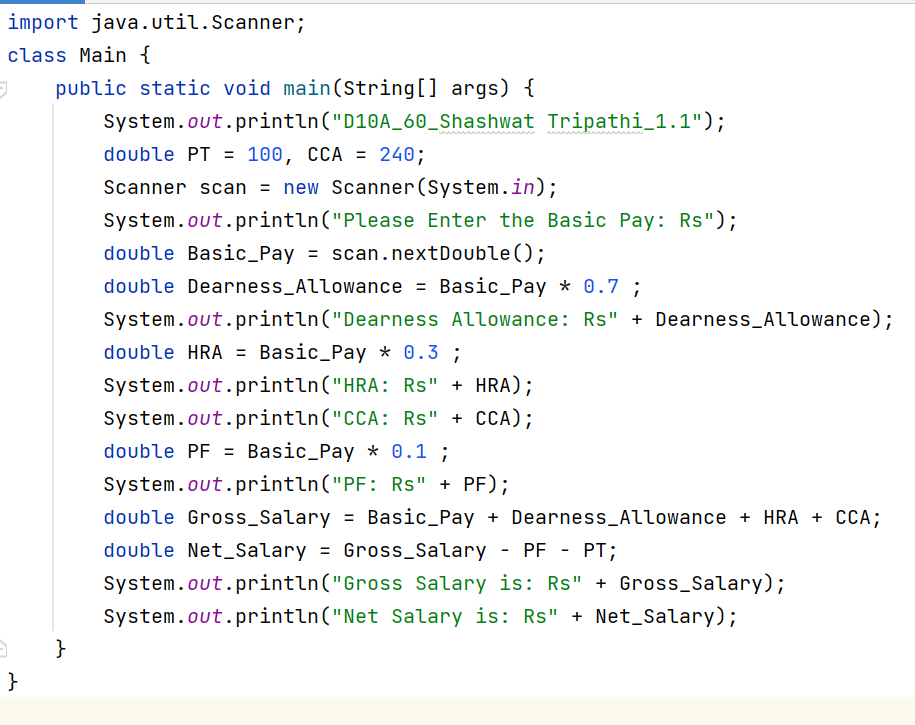 import java.util.Scanner;
class Main {
    public static void main(String[] args) {
        System.out.println("D10A_60_Shashwat Tripathi_1.1");
        double PT = 100, CCA = 240;
        Scanner scan = new Scanner(System.in);
        System.out.println("Please Enter the Basic Pay: Rs");
        double Basic_Pay = scan.nextDouble();
        double Dearness_Allowance = Basic_Pay * 0.7 ;
        System.out.println("Dearness Allowance: Rs" + Dearness_Allowance);
        double HRA = Basic_Pay * 0.3 ;
        System.out.println("HRA: Rs" + HRA);
        System.out.println("CCA: Rs" + CCA);
        double PF = Basic_Pay * 0.1 ;
        System.out.println("PF: Rs" + PF);
        double Gross_Salary = Basic_Pay + Dearness_Allowance + HRA + CCA;
        double Net_Salary = Gross_Salary - PF - PT;
        System.out.println("Gross Salary is: Rs" + Gross_Salary);
        System.out.println("Net Salary is: Rs" + Net_Salary);
    }
}